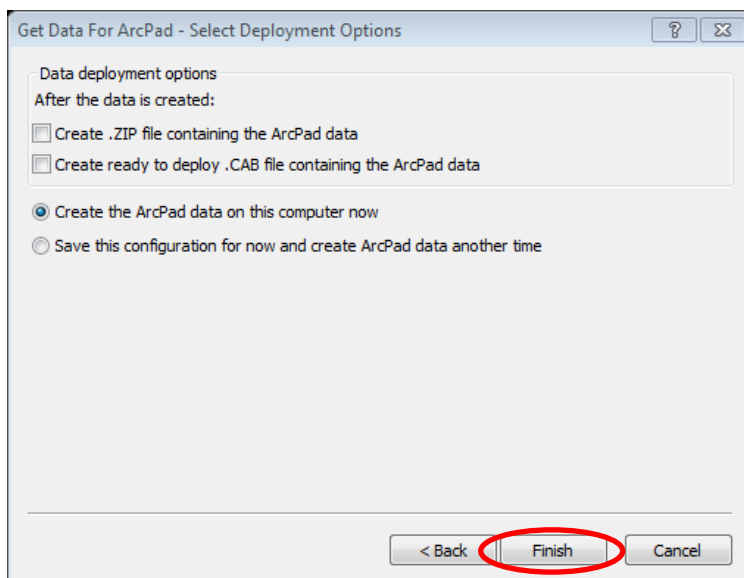 Get Data For ArcPad - Select Deployment Options
Data deployment options
After the data is created:
Create .ZIP file containing the ArcPad data
Create ready to deploy .CAB file containing the ArcPad data
Create the ArcPad data on this computer now
Save this configuration for now and create ArcPad data another time
< Back Finish Cancel